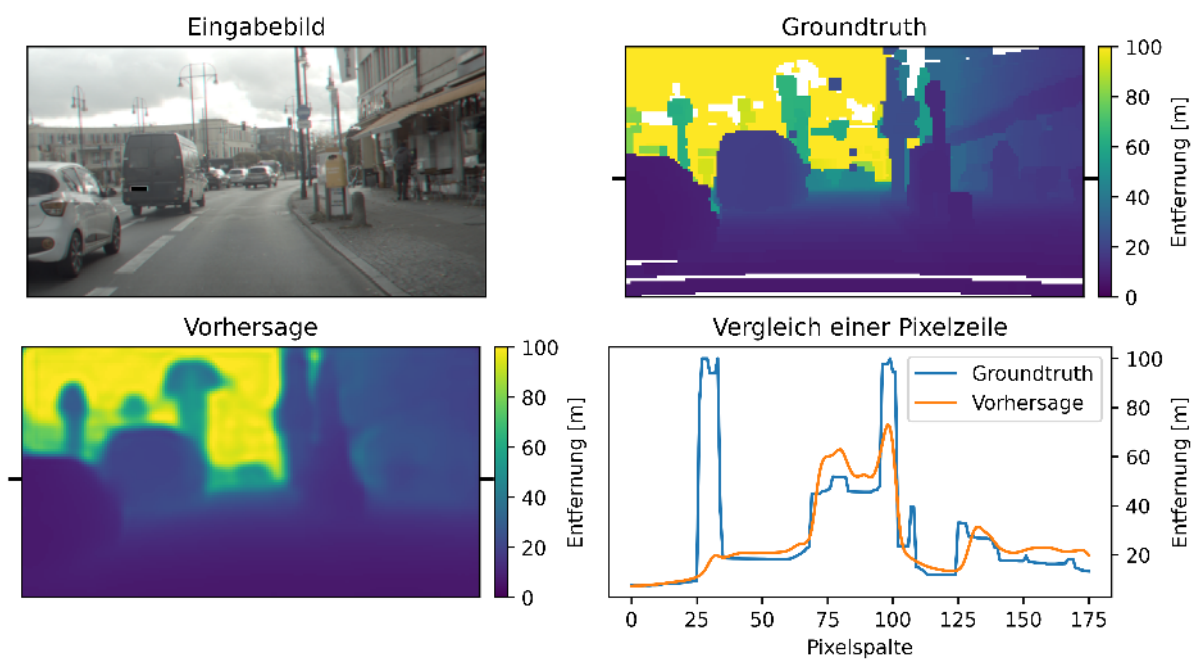 Eingabebild
Groundtruth
100
80
60
40
20
0
Entfernung [m]
Vorhersage
100
80
60
40
20
0
Entfernung [m]
Vergleich einer Pixelzeile
Groundtruth
Vorhersage
100
80
60
40
20
Entfernung [m]
0 25 50 75 100 125 150 175
Pixelspalte